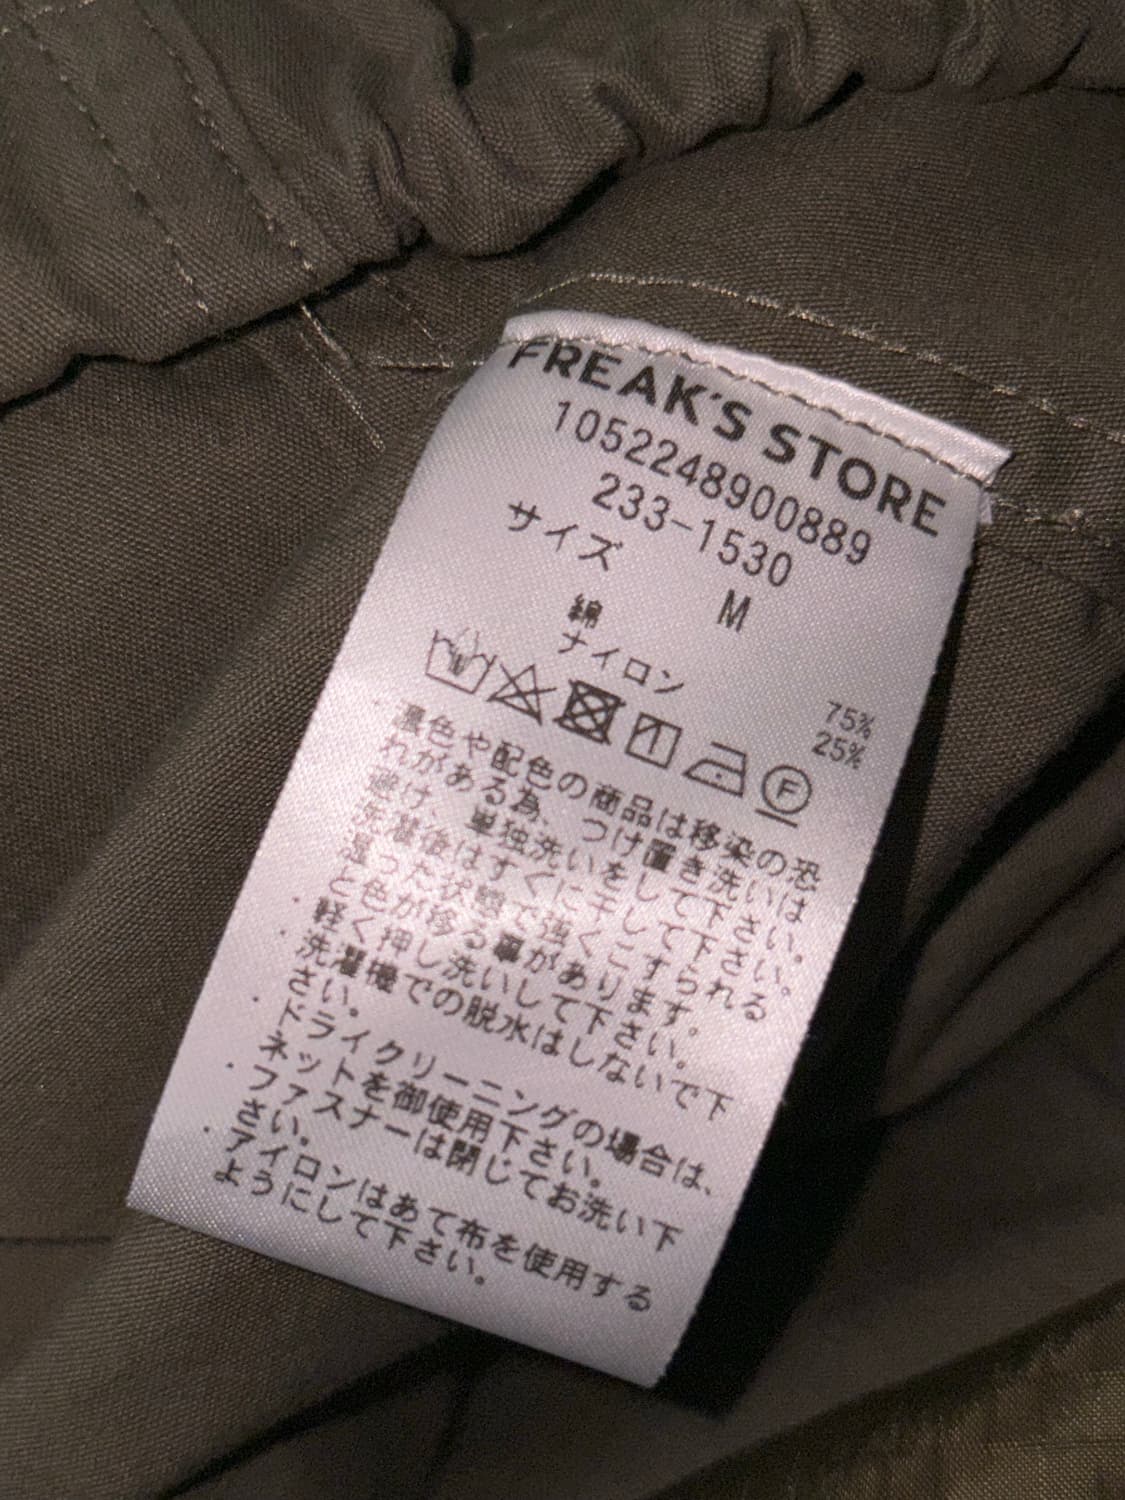 FREAK'S STORE
1052248900889
233-1530
サイズ M
綿 75%
ナイロン 25%
F
・濃色や配色の商品は移染の恐
れがある為、つけ置き洗いは
避け、単独洗いをして下さい。
洗濯後はすぐに干して下さい。
湿った状態で強くこすられる
と色が移る事があります。
・軽く押し洗いして下さい。
・洗濯機での脱水はしないで下
さい。
・ドライクリーニングの場合は、
ネットを御使用下さい。
・ファスナーは閉じてお洗い下
さい。
・アイロンはあて布を使用する
ようにして下さい。